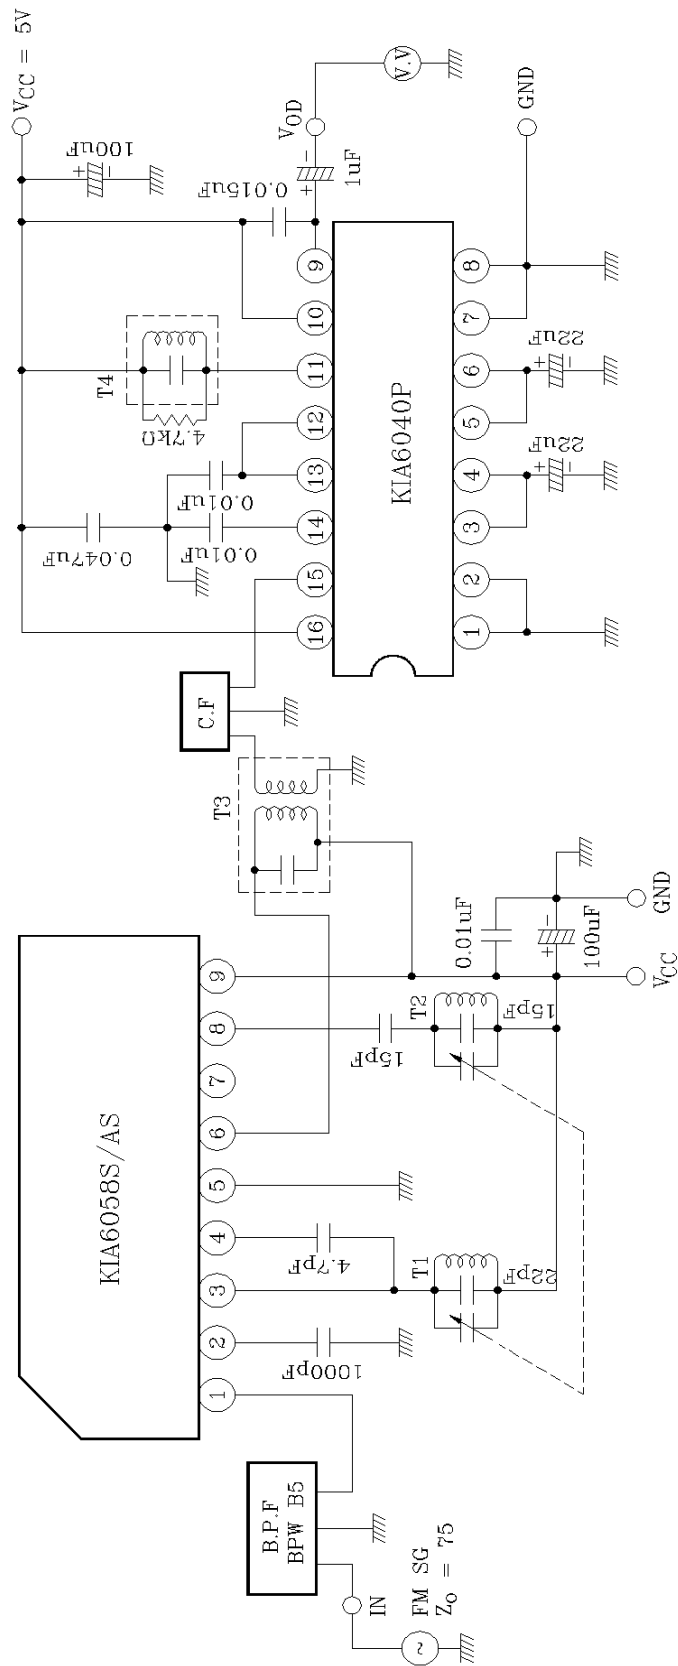 FM SG
Z₀ = 75
~
IN
B.P.F
BPW B5
KIA6058S/AS
1
2
3
4
5
6
7
8
9
1000pF
4.7pF
T1
22pF
15pF
T2
15pF
0.01uF
100uF
VCC
GND
T3
C.F
KIA6040P
16
15
14
13
12
11
10
9
1
2
3
4
5
6
7
8
0.047uF
0.01uF
0.01uF
4.7kΩ
T4
0.015uF
100uF
VCC = 5V
1uF
VOD
V.V
22uF
22uF
GND
+
-
+
-
+
-
+
-
+
-